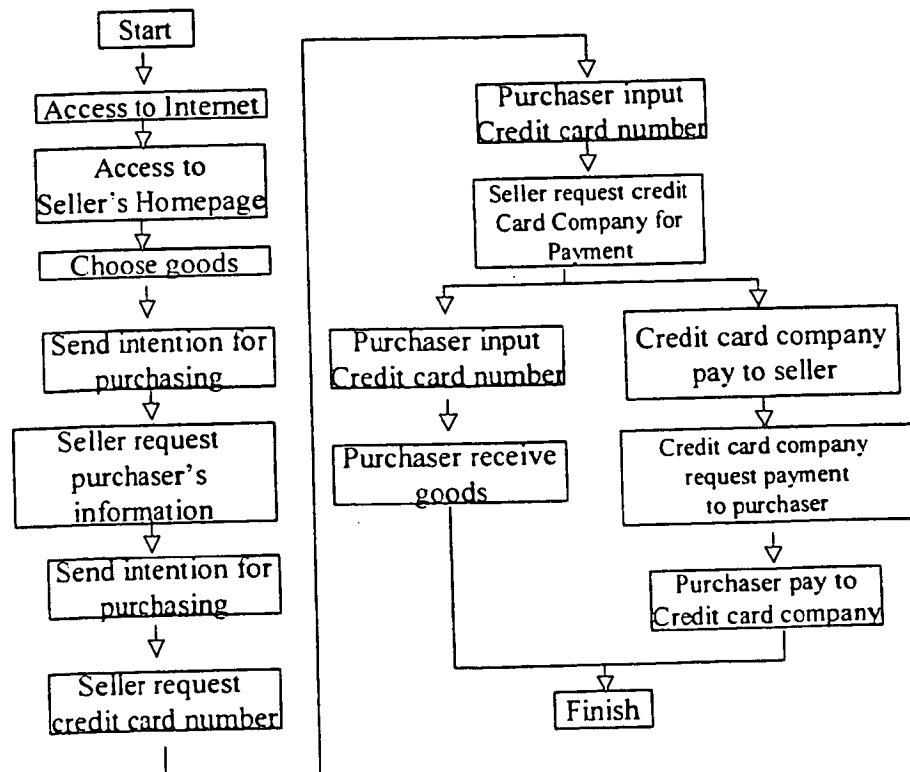 Start
Access to Internet
Access to
Seller's Homepage
Choose goods
Send intention for
purchasing
Seller request
purchaser's
information
Send intention for
purchasing
Seller request
credit card number
Purchaser input
Credit card number
Seller request credit
Card Company for
Payment
Purchaser input
Credit card number
Purchaser receive
goods
Credit card company
pay to seller
Credit card company
request payment
to purchaser
Purchaser pay to
Credit card company
Finish